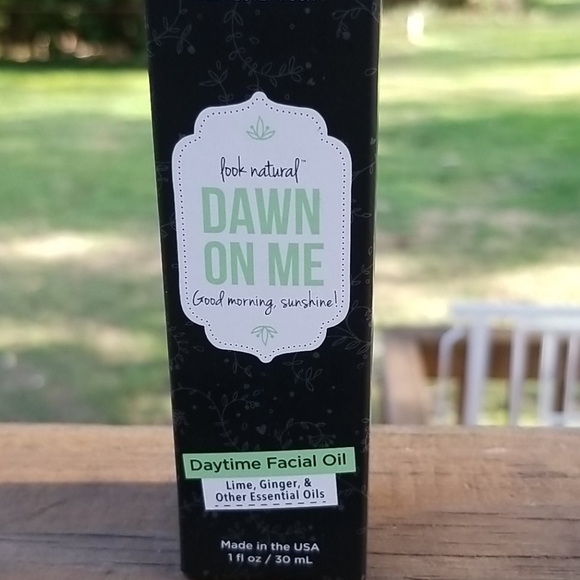 look natural™
DAWN
ON ME
Good morning, sunshine!
Daytime Facial Oil
Lime, Ginger, &
Other Essential Oils
Made in the USA
1 fl oz / 30 mL